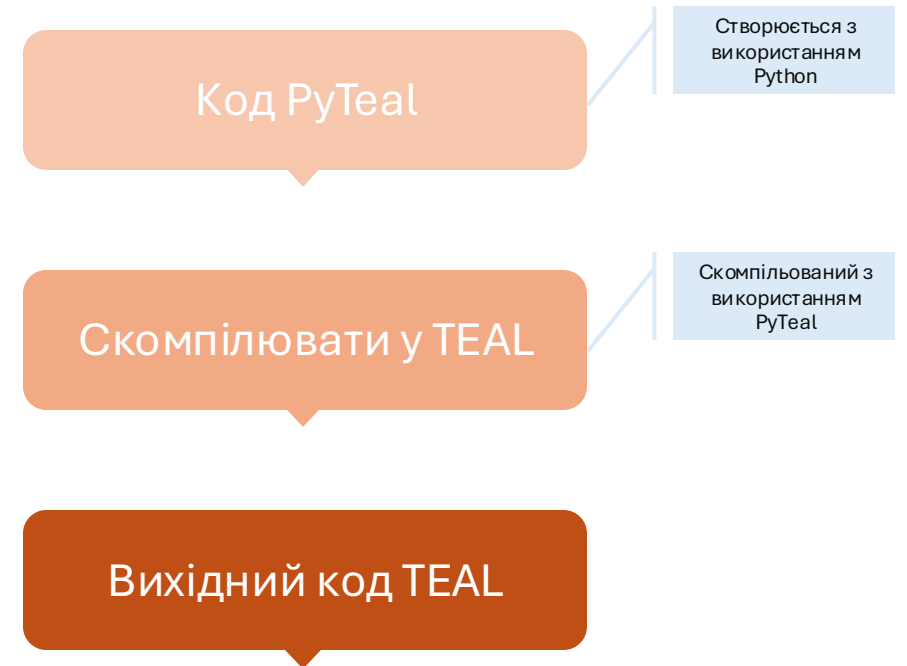 Код PyTeal
Створюється з
використанням
Python
Скомпілювати у TEAL
Скомпільований з
використанням
PyTeal
Вихідний код TEAL